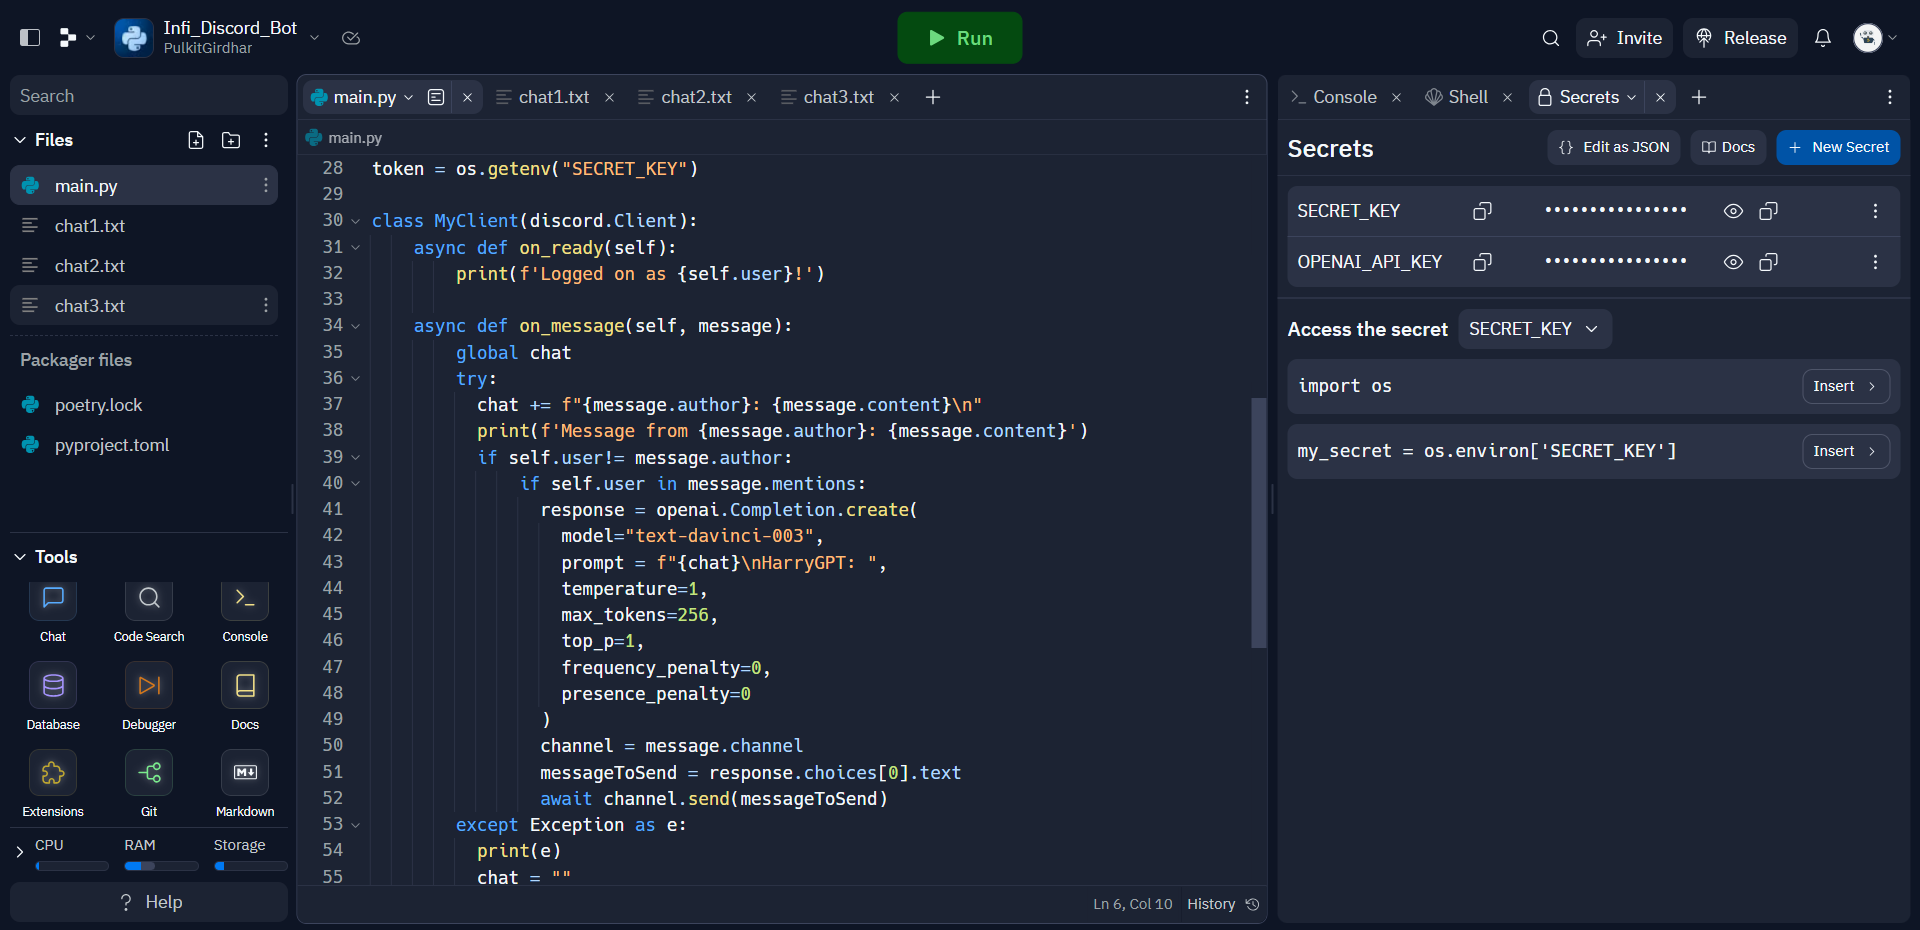 Infi_Discord_Bot
PulkitGirdhar
Run
Invite
Release
Search
Files
main.py
chat1.txt
chat2.txt
chat3.txt
Packager files
poetry.lock
pyproject.toml
Tools
Chat
Code Search
Console
Database
Debugger
Docs
Extensions
Git
Markdown
CPU
RAM
Storage
? Help
main.py
chat1.txt
chat2.txt
chat3.txt
main.py
28 token = os.getenv("SECRET_KEY")
29
30 class MyClient(discord.Client):
31 async def on_ready(self):
32 print(f'Logged on as {self.user}!')
33
34 async def on_message(self, message):
35 global chat
36 try:
37 chat += f"{message.author}: {message.content}\n"
38 print(f'Message from {message.author}: {message.content}')
39 if self.user!= message.author:
40 if self.user in message.mentions:
41 response = openai.Completion.create(
42 model="text-davinci-003",
43 prompt = f"{chat}\nHarryGPT: ",
44 temperature=1,
45 max_tokens=256,
46 top_p=1,
47 frequency_penalty=0,
48 presence_penalty=0
49 )
50 channel = message.channel
51 messageToSend = response.choices[0].text
52 await channel.send(messageToSend)
53 except Exception as e:
54 print(e)
55 chat = ""
Ln 6, Col 10 History
Console
Shell
Secrets
Secrets
{} Edit as JSON
Docs
+ New Secret
SECRET_KEY ••••••••••••••••
OPENAI_API_KEY ••••••••••••••••
Access the secret SECRET_KEY
import os
Insert
my_secret = os.environ['SECRET_KEY']
Insert